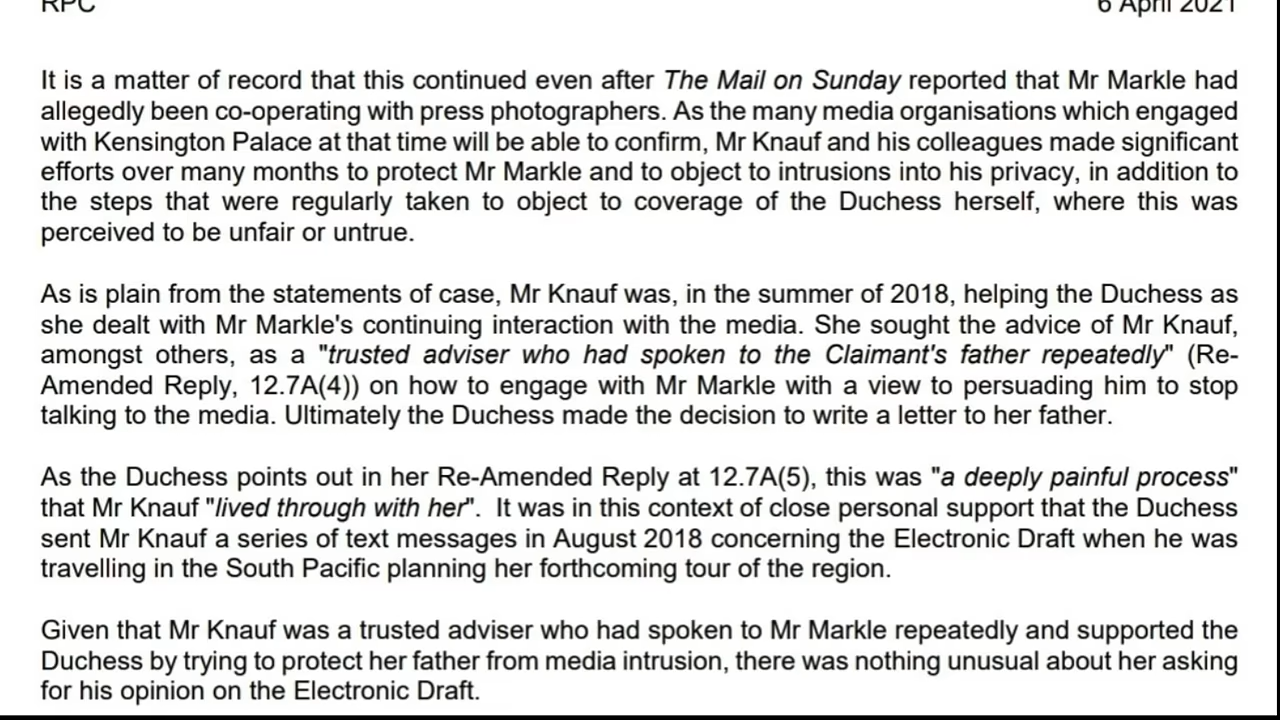 RPC 6 April 2021
It is a matter of record that this continued even after The Mail on Sunday reported that Mr Markle had
allegedly been co-operating with press photographers. As the many media organisations which engaged
with Kensington Palace at that time will be able to confirm, Mr Knauf and his colleagues made significant
efforts over many months to protect Mr Markle and to object to intrusions into his privacy, in addition to
the steps that were regularly taken to object to coverage of the Duchess herself, where this was
perceived to be unfair or untrue.
As is plain from the statements of case, Mr Knauf was, in the summer of 2018, helping the Duchess as
she dealt with Mr Markle's continuing interaction with the media. She sought the advice of Mr Knauf,
amongst others, as a "trusted adviser who had spoken to the Claimant's father repeatedly" (Re-
Amended Reply, 12.7A(4)) on how to engage with Mr Markle with a view to persuading him to stop
talking to the media. Ultimately the Duchess made the decision to write a letter to her father.
As the Duchess points out in her Re-Amended Reply at 12.7A(5), this was "a deeply painful process"
that Mr Knauf "lived through with her". It was in this context of close personal support that the Duchess
sent Mr Knauf a series of text messages in August 2018 concerning the Electronic Draft when he was
travelling in the South Pacific planning her forthcoming tour of the region.
Given that Mr Knauf was a trusted adviser who had spoken to Mr Markle repeatedly and supported the
Duchess by trying to protect her father from media intrusion, there was nothing unusual about her asking
for his opinion on the Electronic Draft.